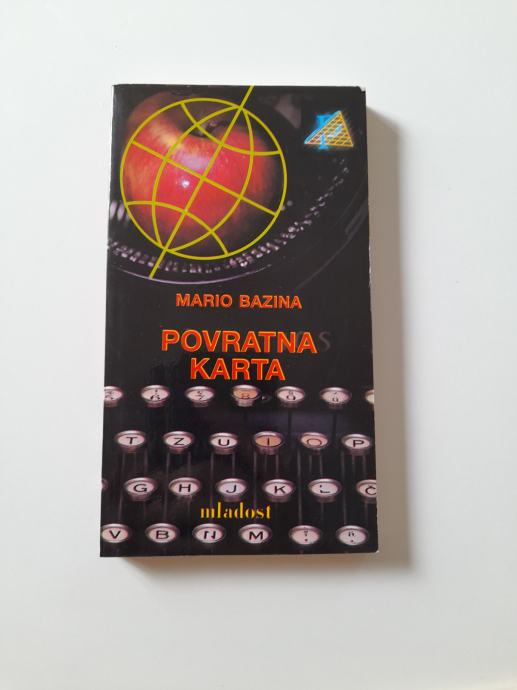 MARIO BAZINA
POVRATNA
KARTA
T Z U I O P
G H J K L Č
mladost
V B N M